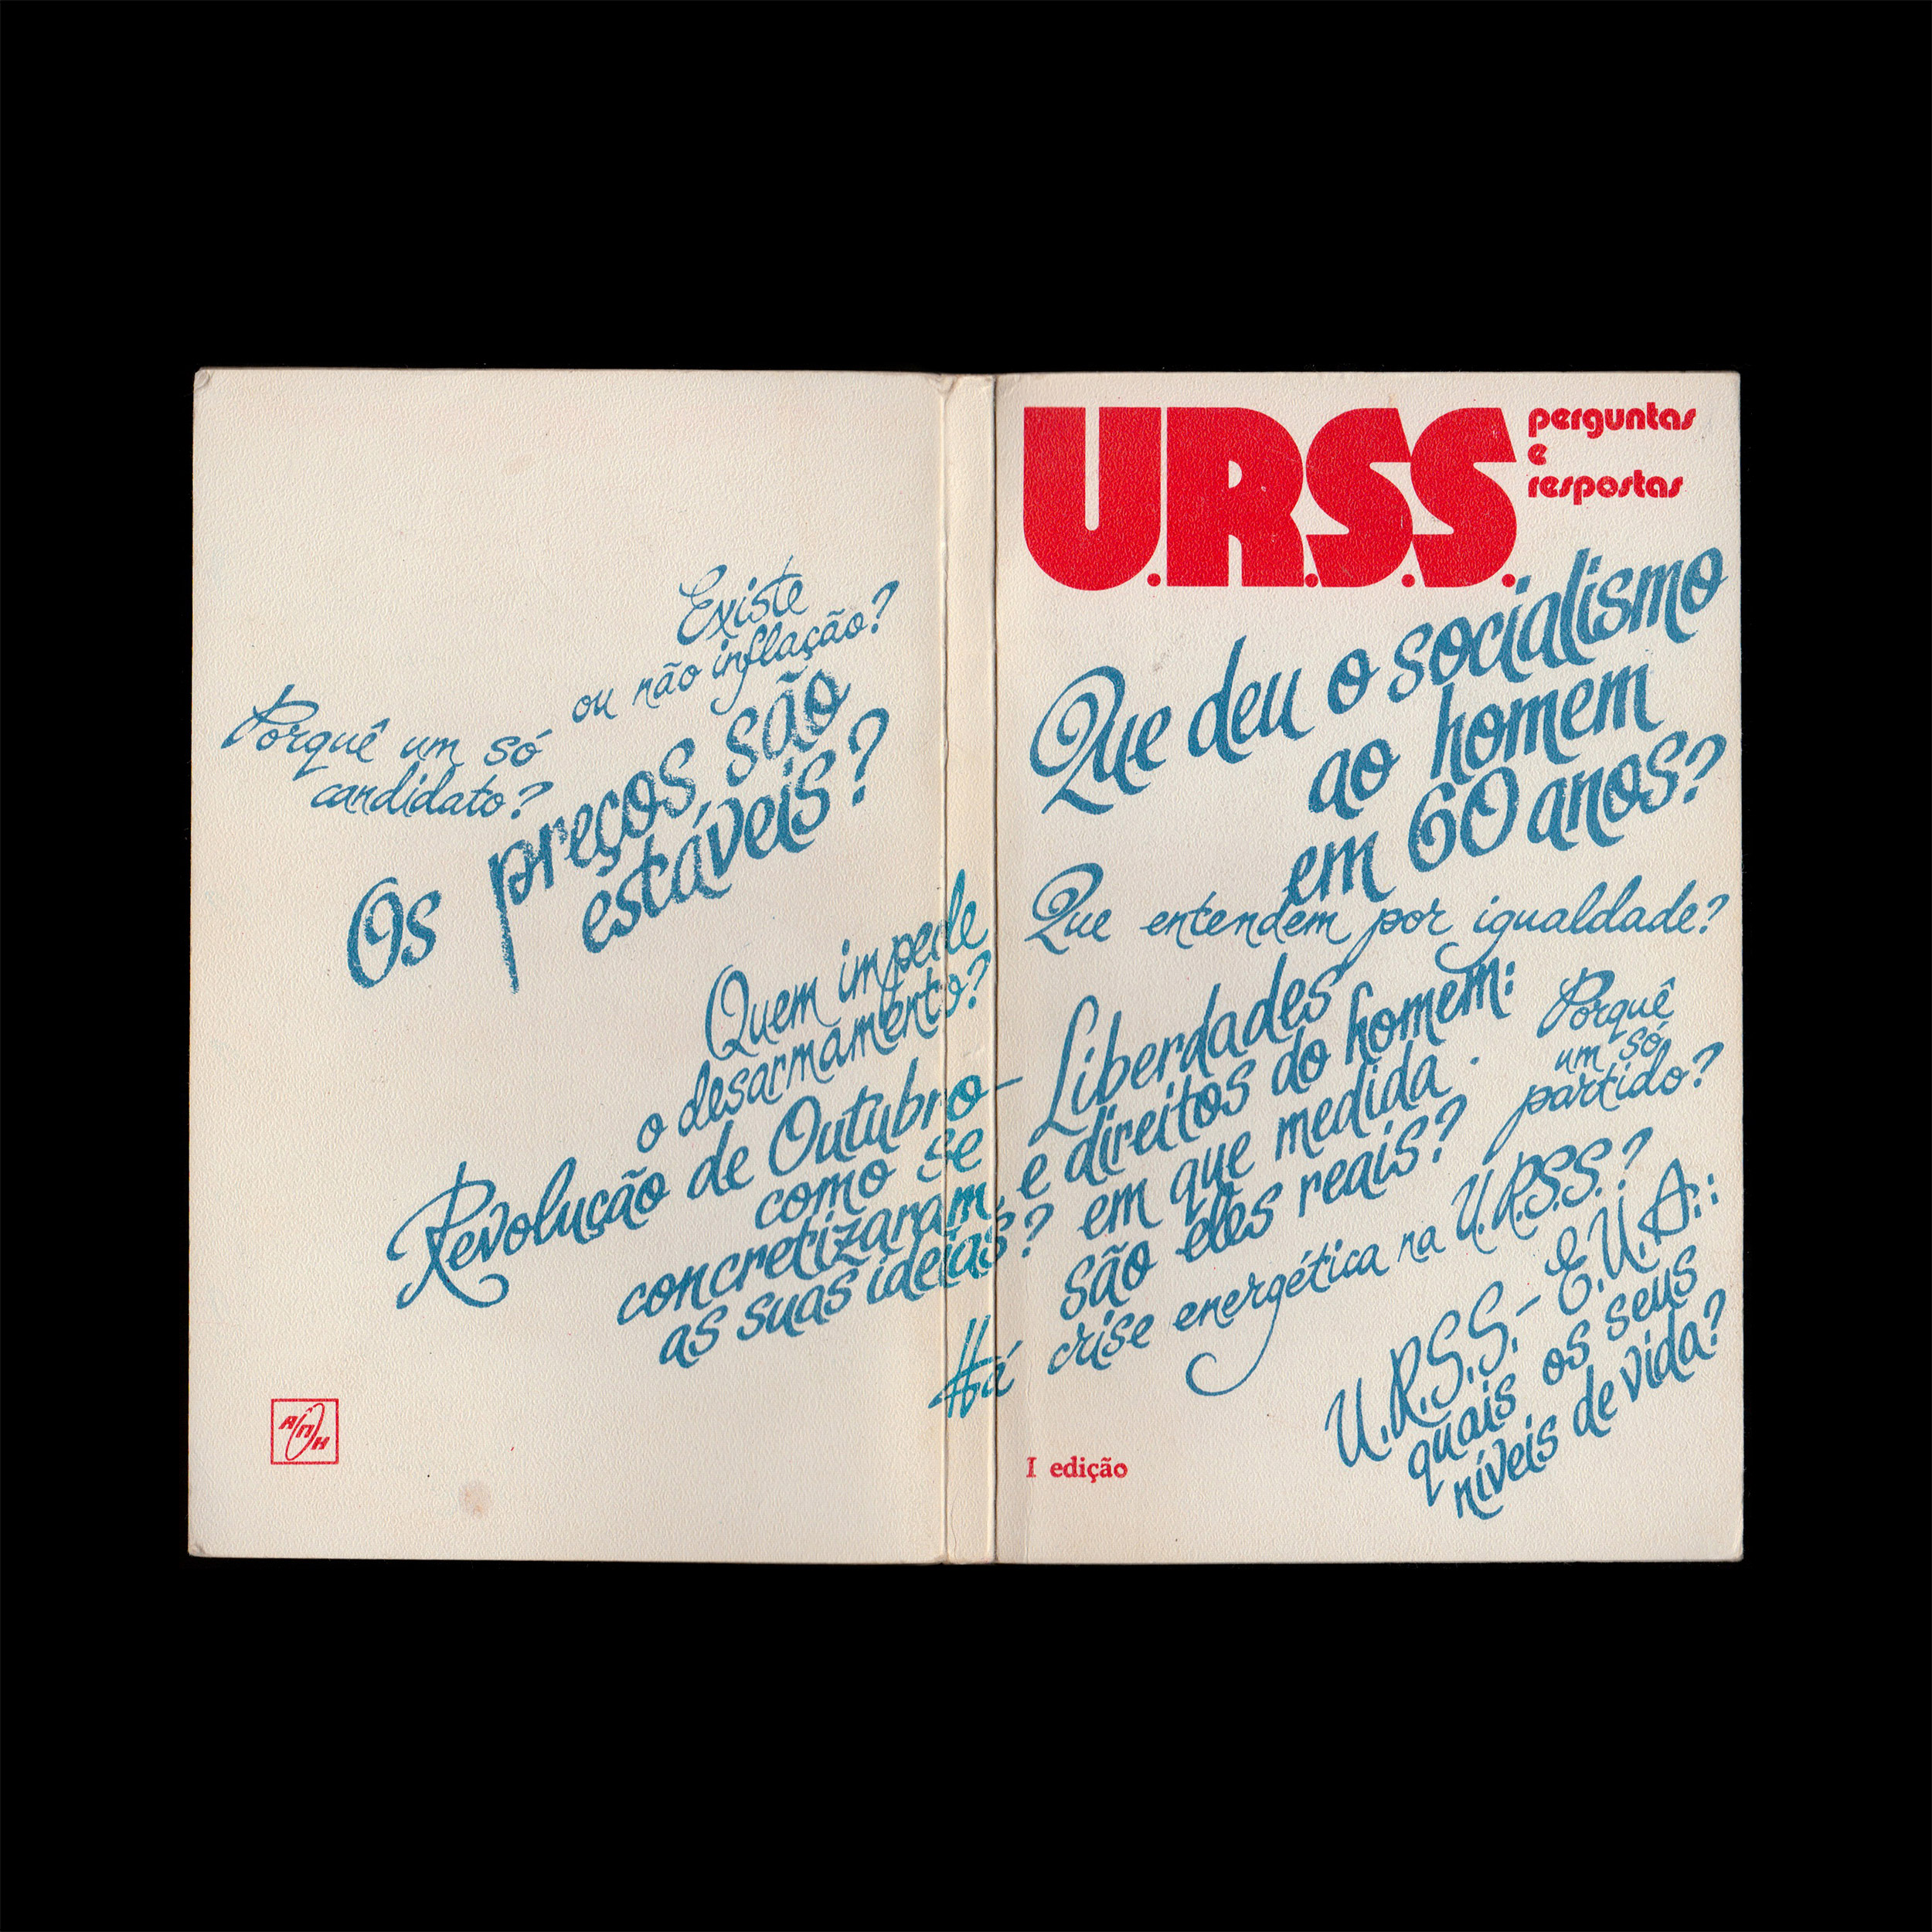 Existe
ou não inflação?
Porquê um só
candidato?
Os preços são
estáveis?
Quem impede
o desarmamento?
Revolução de Outubro—
como se
concretizaram
as suas ideias?
АПН
U.R.S.S.
perguntas
e
respostas
Que deu o socialismo
ao homem
em 60 anos?
Que entendem por igualdade?
Liberdades
e direitos do homem:
em que medida
são eles reais?
Porquê
um só
partido?
Há crise energética na U.R.S.S.?
U.R.S.S.– E.U.A.:
quais os seus
níveis de vida?
I edição